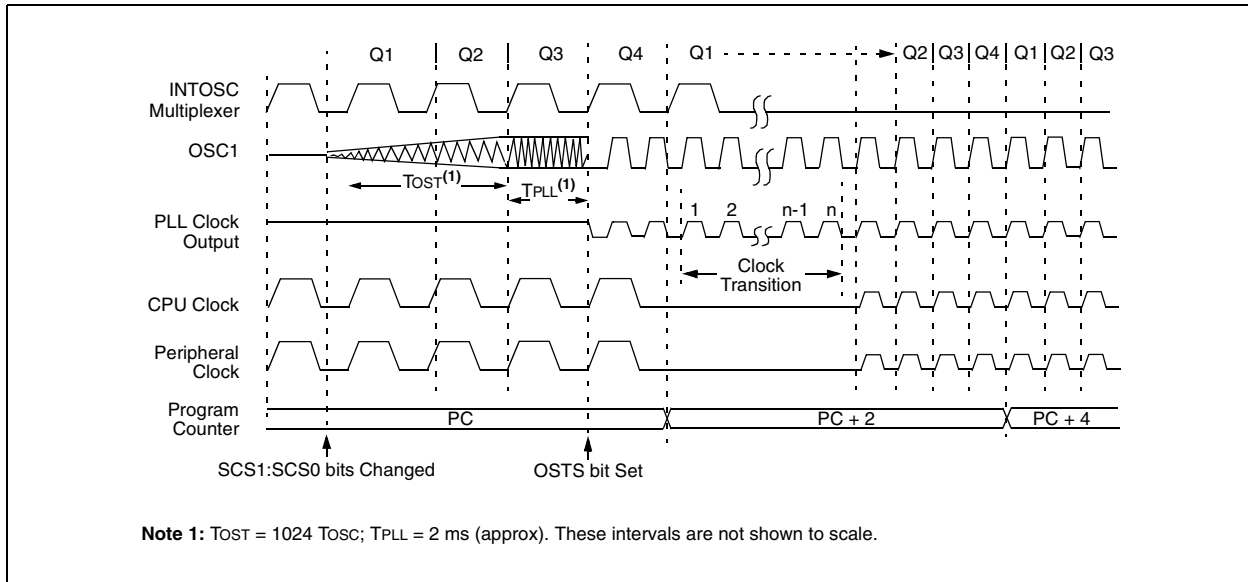 Q1 Q2 Q3 Q4 Q1 Q2 Q3 Q4 Q1 Q2 Q3
INTOSC
Multiplexer
OSC1
TOST(1)
TPLL(1)
1 2 n-1 n
PLL Clock
Output
Clock
Transition
CPU Clock
Peripheral
Clock
Program
Counter
PC PC + 2 PC + 4
SCS1:SCS0 bits Changed OSTS bit Set
Note 1: TOST = 1024 TOSC; TPLL = 2 ms (approx). These intervals are not shown to scale.